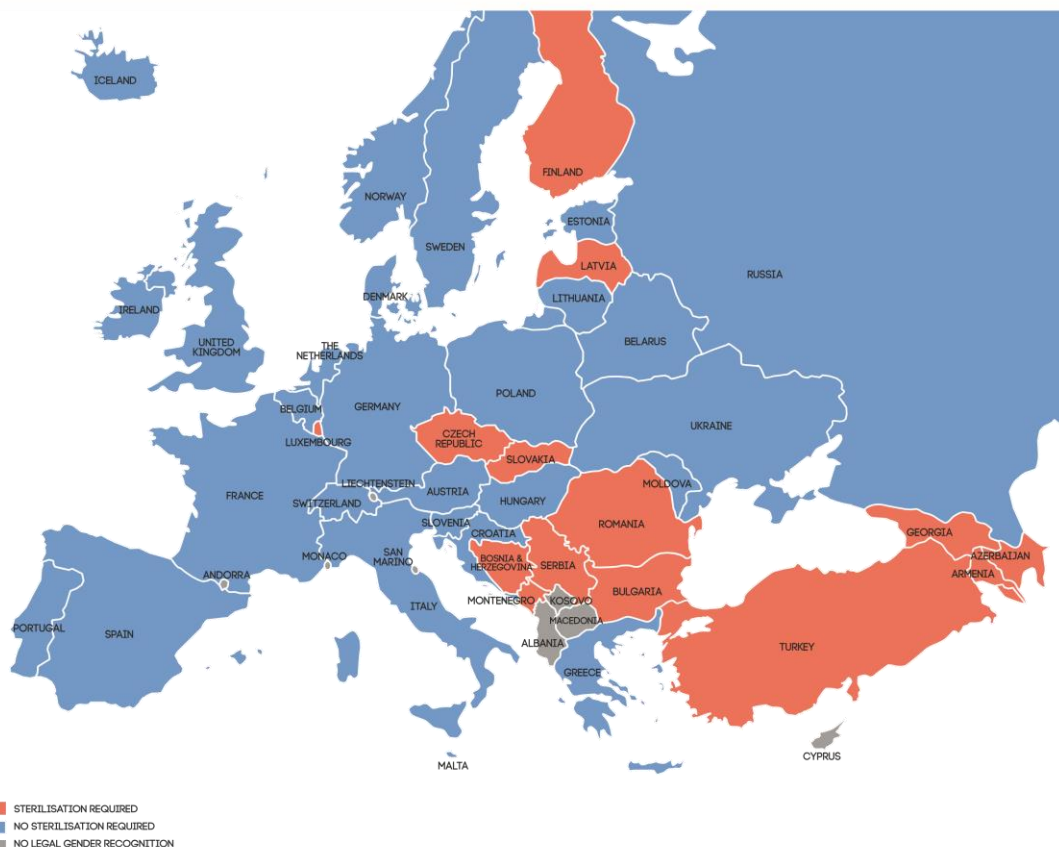 ICELAND
FINLAND
NORWAY
ESTONIA
SWEDEN
LATVIA
RUSSIA
DENMARK
LITHUANIA
IRELAND
UNITED
KINGDOM
THE
NETHERLANDS
BELARUS
POLAND
BELGIUM
GERMANY
UKRAINE
LUXEMBOURG
CZECH
REPUBLIC
SLOVAKIA
LIECHTENSTEIN
MOLDOVA
FRANCE
SWITZERLAND
AUSTRIA
HUNGARY
SLOVENIA
CROATIA
ROMANIA
GEORGIA
MONACO
SAN
MARINO
BOSNIA &
HERZEGOVINA
SERBIA
AZERBAIJAN
ARMENIA
ANDORRA
MONTENEGRO
KOSOVO
BULGARIA
ITALY
MACEDONIA
PORTUGAL
SPAIN
ALBANIA
TURKEY
GREECE
CYPRUS
MALTA
STERILISATION REQUIRED
NO STERILISATION REQUIRED
NO LEGAL GENDER RECOGNITION